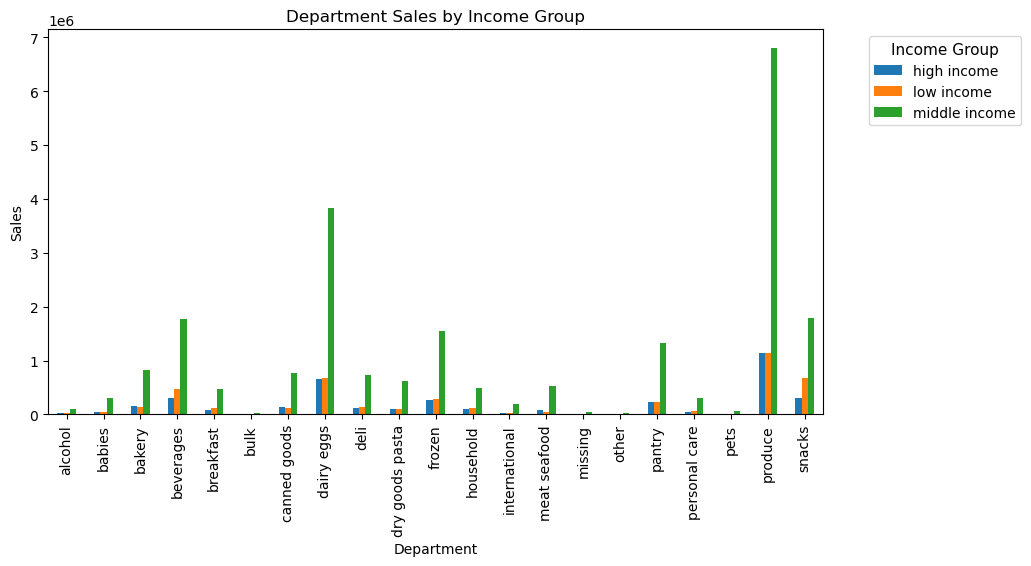 Department Sales by Income Group
1e6
7
6
5
4
3
2
1
0
Sales
alcohol
babies
bakery
beverages
breakfast
bulk
canned goods
dairy eggs
deli
dry goods pasta
frozen
household
international
meat seafood
missing
other
pantry
personal care
pets
produce
snacks
Department
Income Group
high income
low income
middle income